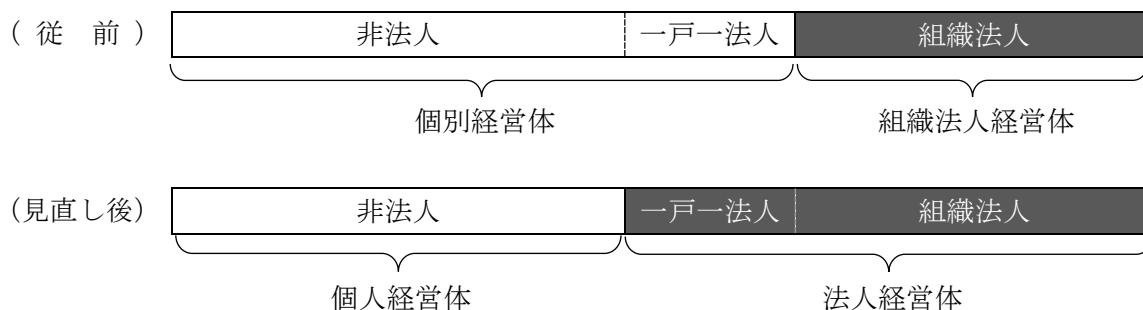 (従 前) 非法人 一戸一法人 組織法人
個別経営体 組織法人経営体
(見直し後) 非法人 一戸一法人 組織法人
個人経営体 法人経営体